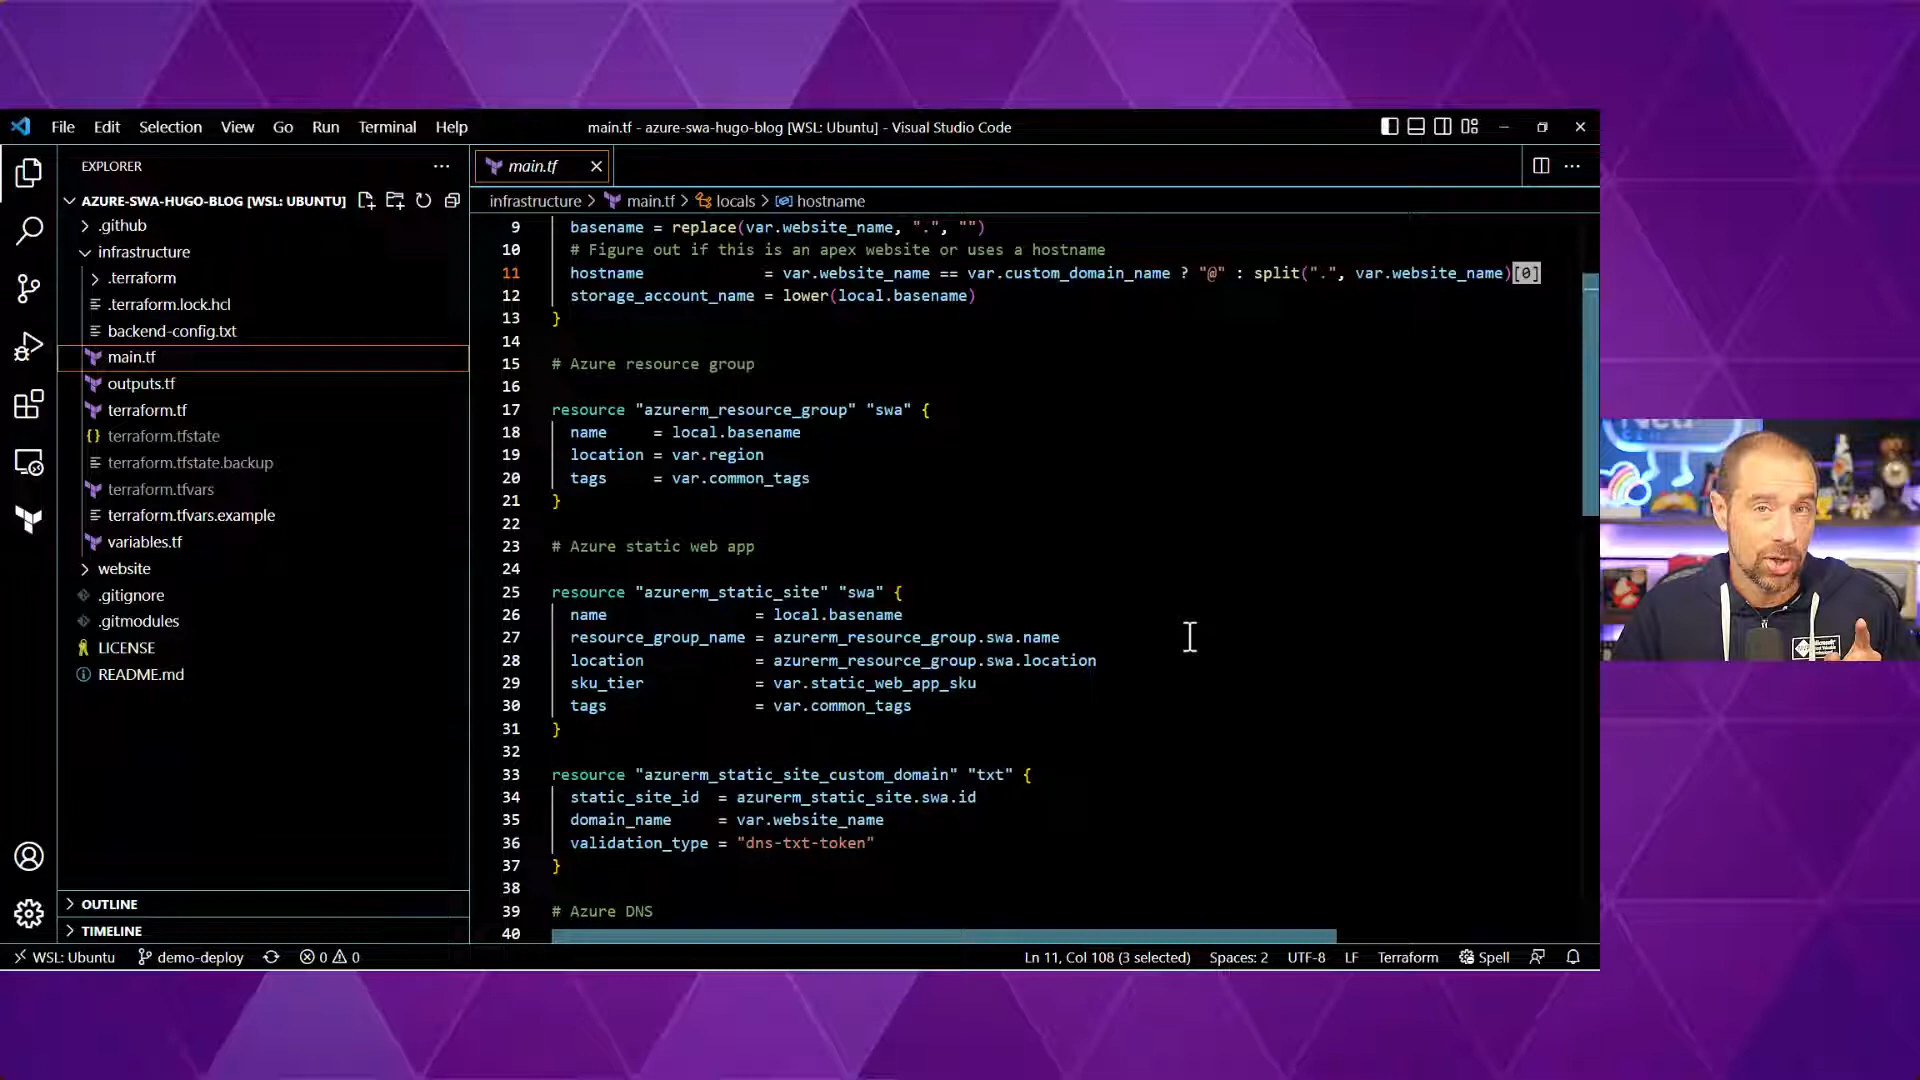 File Edit Selection View Go Run Terminal Help
main.tf - azure-swa-hugo-blog [WSL: Ubuntu] - Visual Studio Code
EXPLORER
AZURE-SWA-HUGO-BLOG [WSL: UBUNTU]
.github
infrastructure
.terraform
.terraform.lock.hcl
backend-config.txt
main.tf
outputs.tf
terraform.tf
terraform.tfstate
terraform.tfstate.backup
terraform.tfvars
terraform.tfvars.example
variables.tf
website
.gitignore
.gitmodules
LICENSE
README.md
OUTLINE
TIMELINE
main.tf
infrastructure > main.tf > locals > hostname
9 basename = replace(var.website_name, ".", "")
10 # Figure out if this is an apex website or uses a hostname
11 hostname = var.website_name == var.custom_domain_name ? "@" : split(".", var.website_name)[0]
12 storage_account_name = lower(local.basename)
13 }
14
15 # Azure resource group
16
17 resource "azurerm_resource_group" "swa" {
18 name = local.basename
19 location = var.region
20 tags = var.common_tags
21 }
22
23 # Azure static web app
24
25 resource "azurerm_static_site" "swa" {
26 name = local.basename
27 resource_group_name = azurerm_resource_group.swa.name
28 location = azurerm_resource_group.swa.location
29 sku_tier = var.static_web_app_sku
30 tags = var.common_tags
31 }
32
33 resource "azurerm_static_site_custom_domain" "txt" {
34 static_site_id = azurerm_static_site.swa.id
35 domain_name = var.website_name
36 validation_type = "dns-txt-token"
37 }
38
39 # Azure DNS
40
WSL: Ubuntu demo-deploy 0 0 Ln 11, Col 108 (3 selected) Spaces: 2 UTF-8 LF Terraform Spell